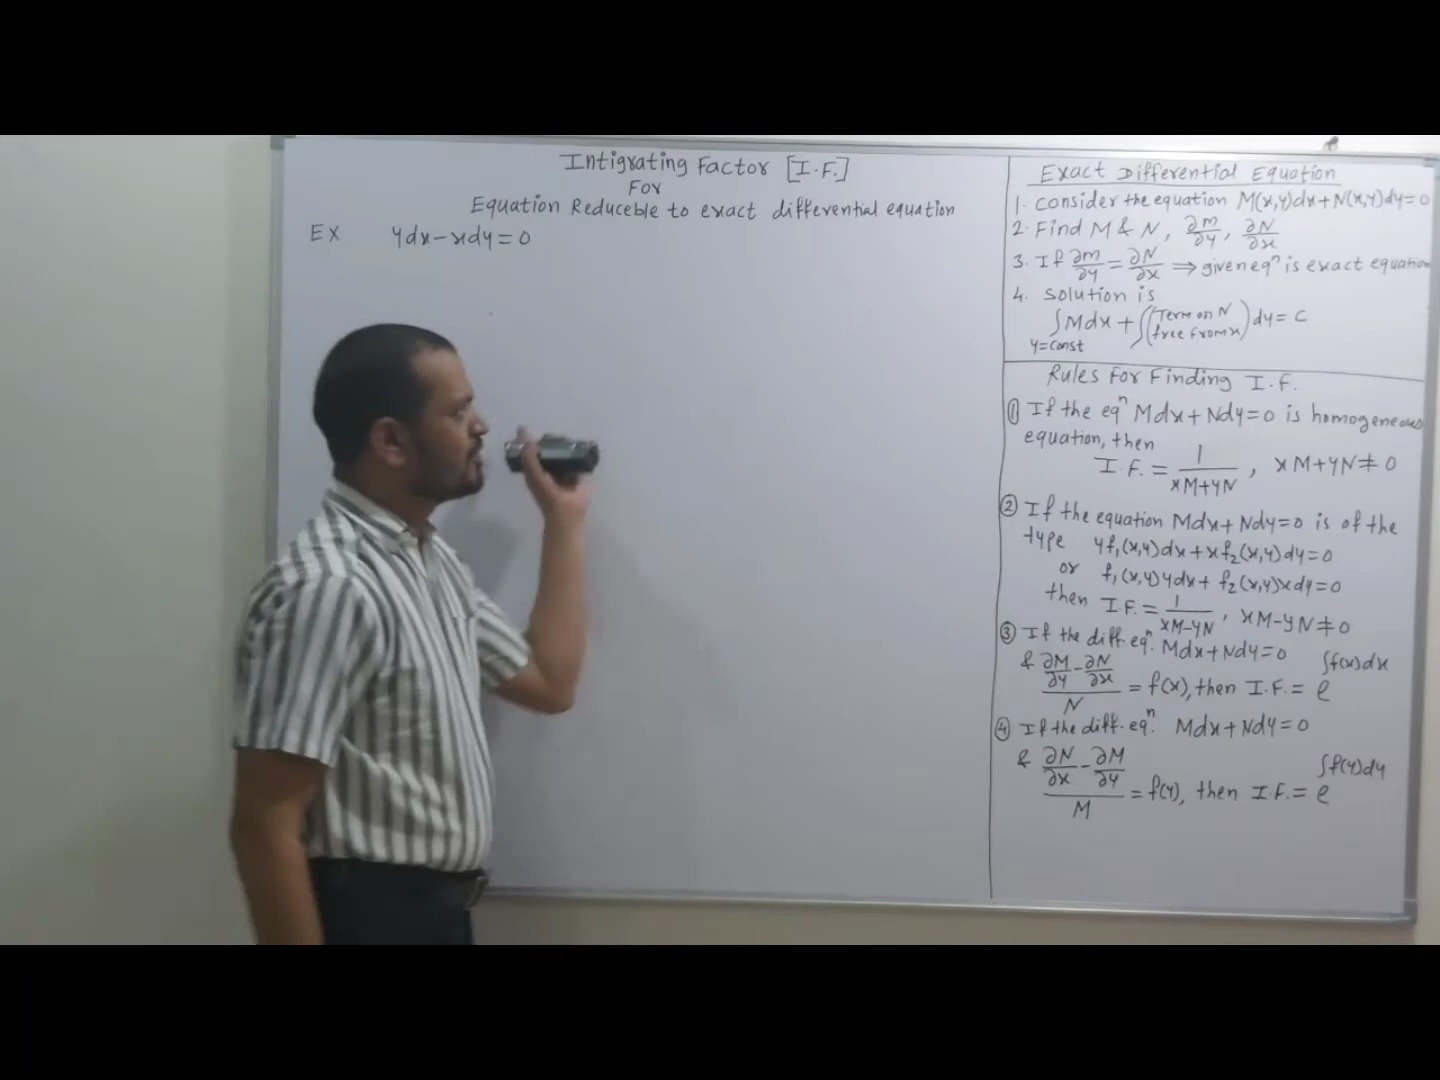 Intigrating Factor [I.F.]
For
Equation Reduceble to exact differential equation
EX ydx-xdy=0
Exact Differential Equation
1. Consider the equation M(x,y)dx+N(x,y)dy=0
2. Find M & N, ∂m/∂y, ∂N/∂x
3. If ∂m/∂y = ∂N/∂x ⇒ given eqⁿ is exact equation
4. Solution is
∫Mdx + ∫(Term on N free from x)dy = c
y=const
Rules For Finding I.F.
① If the eqⁿ Mdx+Ndy=0 is homogeneous
equation, then
I.F. = 1/(xM+yN), xM+yN≠0
② If the equation Mdx+Ndy=0 is of the
type yf₁(x,y)dx+xf₂(x,y)dy=0
or f₁(x,y)ydx+f₂(x,y)xdy=0
then I.F. = 1/(xM-yN), xM-yN≠0
③ If the diff. eqⁿ. Mdx+Ndy=0
& (∂M/∂y - ∂N/∂x)/N = f(x), then I.F. = e^∫f(x)dx
④ If the diff. eqⁿ. Mdx+Ndy=0
& (∂N/∂x - ∂M/∂y)/M = f(y), then I.F. = e^∫f(y)dy